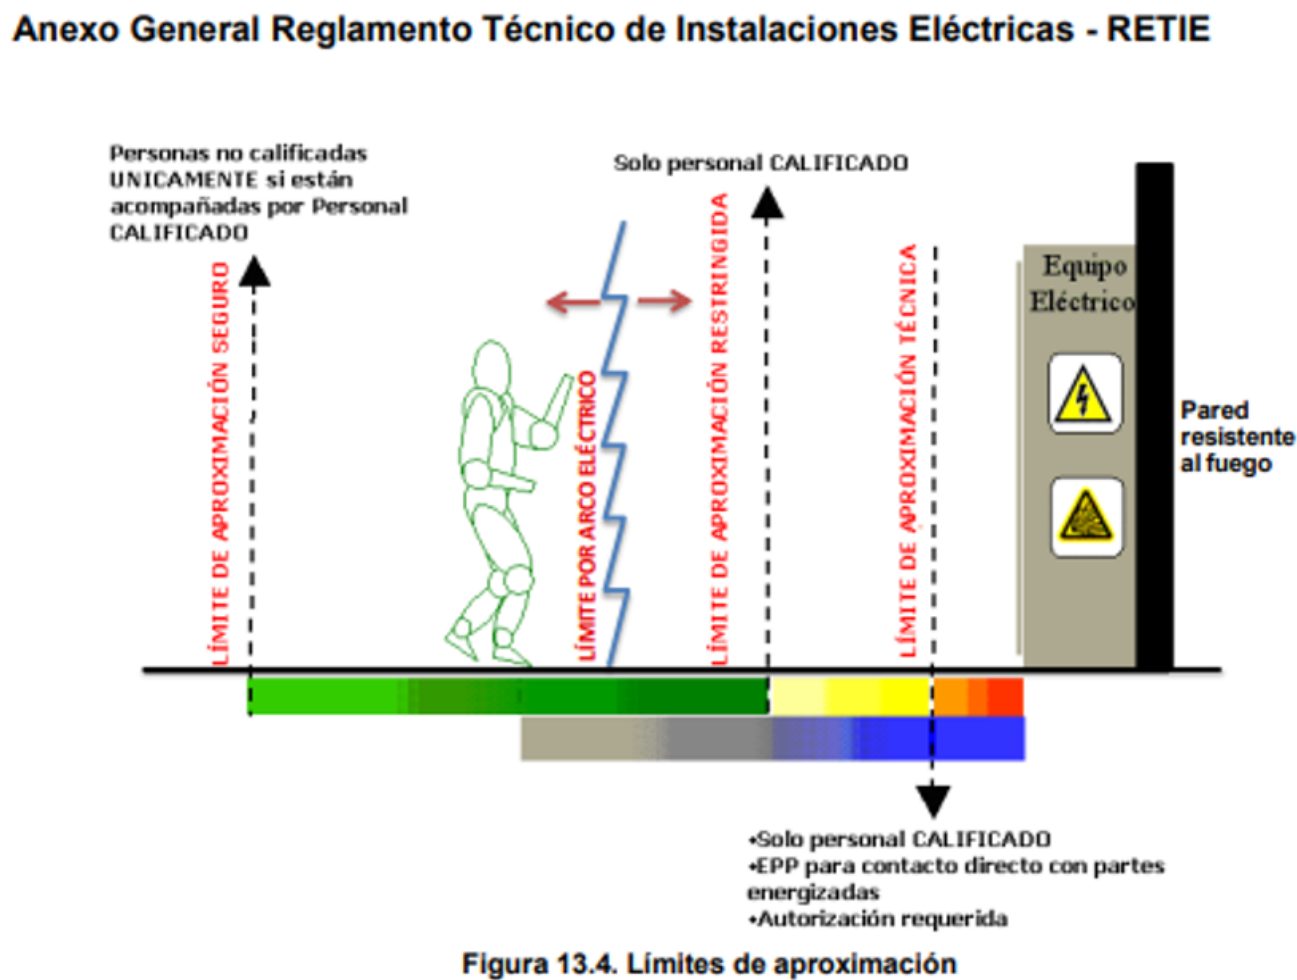 Anexo General Reglamento Técnico de Instalaciones Eléctricas - RETIE
Personas no calificadas
UNICAMENTE si están
acompañadas por Personal
CALIFICADO
Solo personal CALIFICADO
LÍMITE DE APROXIMACIÓN SEGURO
LÍMITE POR ARCO ELÉCTRICO
LÍMITE DE APROXIMACIÓN RESTRINGIDA
LÍMITE DE APROXIMACIÓN TÉCNICA
Equipo
Eléctrico
Pared
resistente
al fuego
•Solo personal CALIFICADO
•EPP para contacto directo con partes
energizadas
•Autorización requerida
Figura 13.4. Límites de aproximación